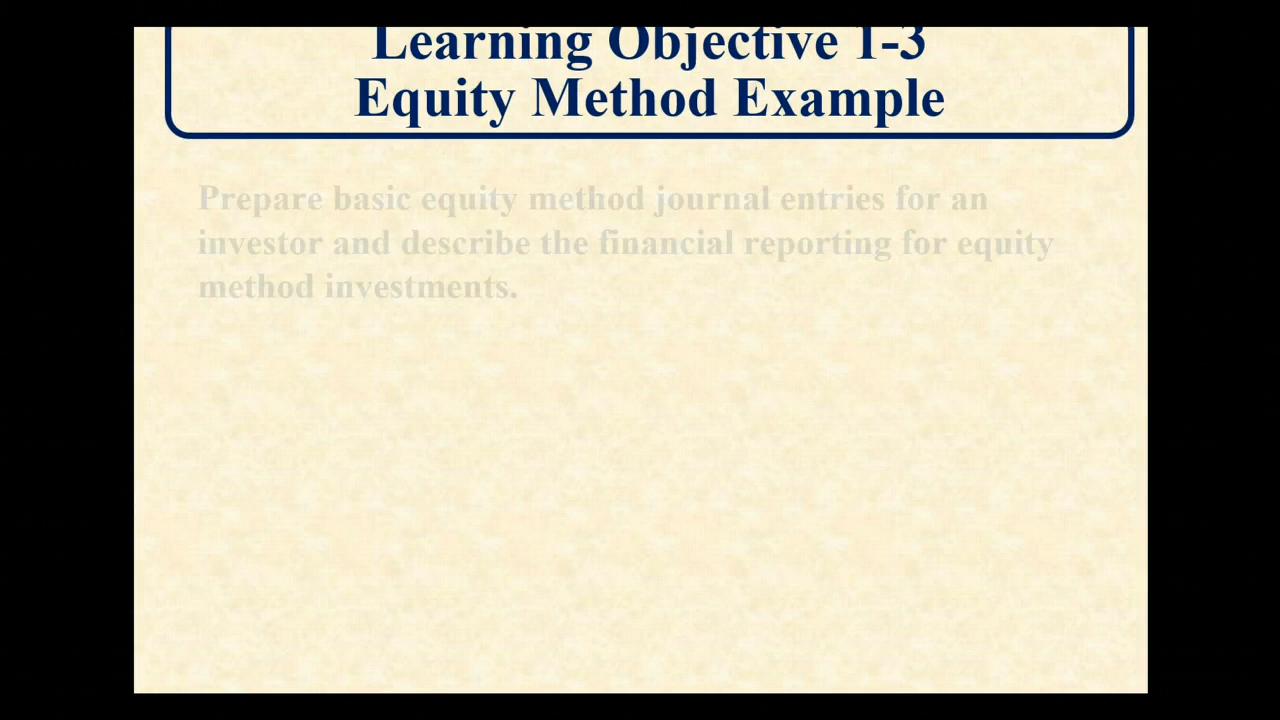 Learning Objective 1-3
Equity Method Example
Prepare basic equity method journal entries for an
investor and describe the financial reporting for equity
method investments.